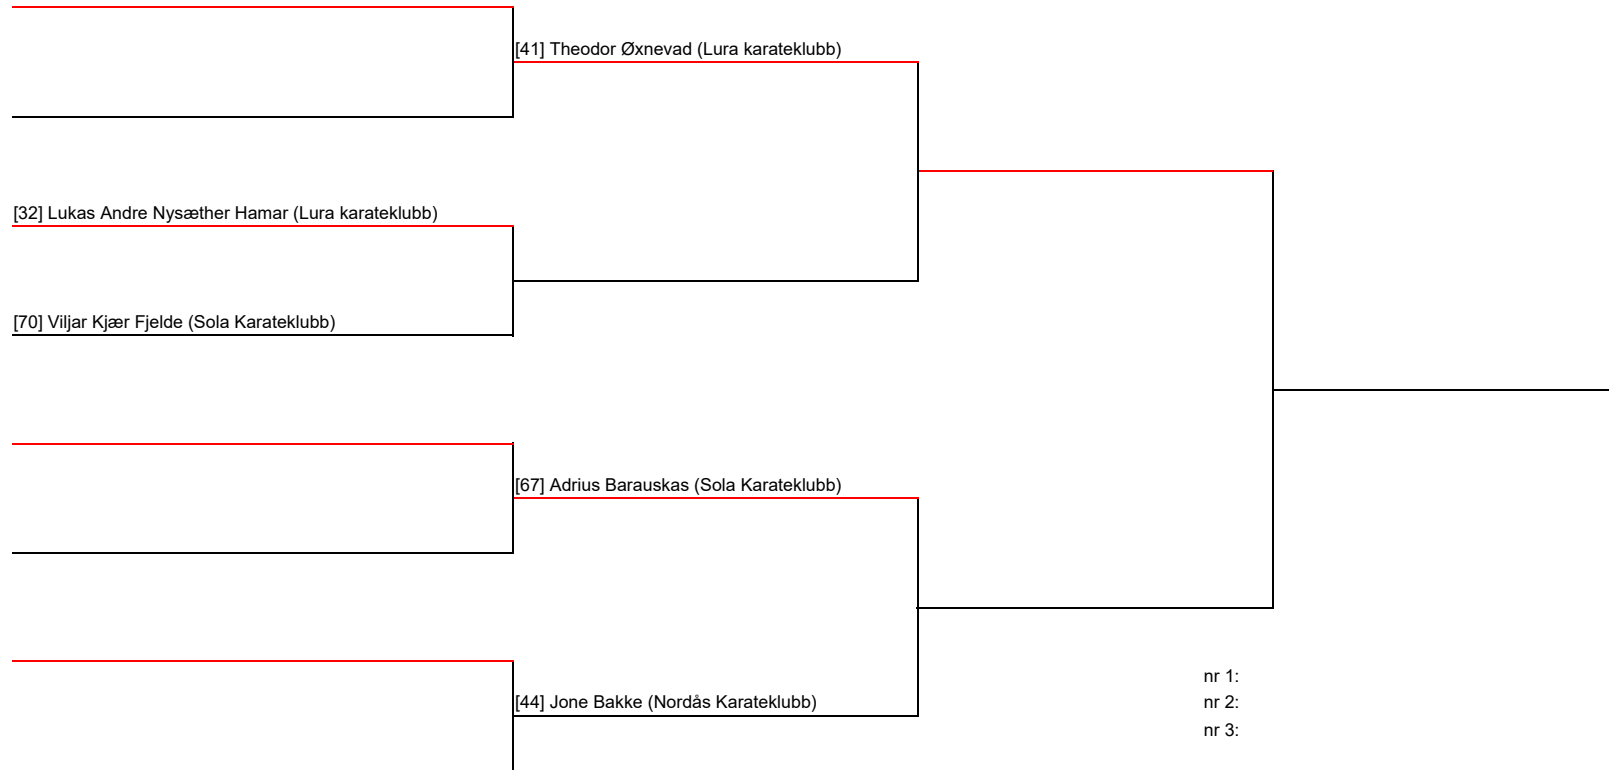 [41] Theodor Øxnevad (Lura karateklubb)
[32] Lukas Andre Nysæther Hamar (Lura karateklubb)
[70] Viljar Kjær Fjelde (Sola Karateklubb)
[67] Adrius Barauskas (Sola Karateklubb)
[44] Jone Bakke (Nordås Karateklubb)
nr 1:
nr 2:
nr 3: